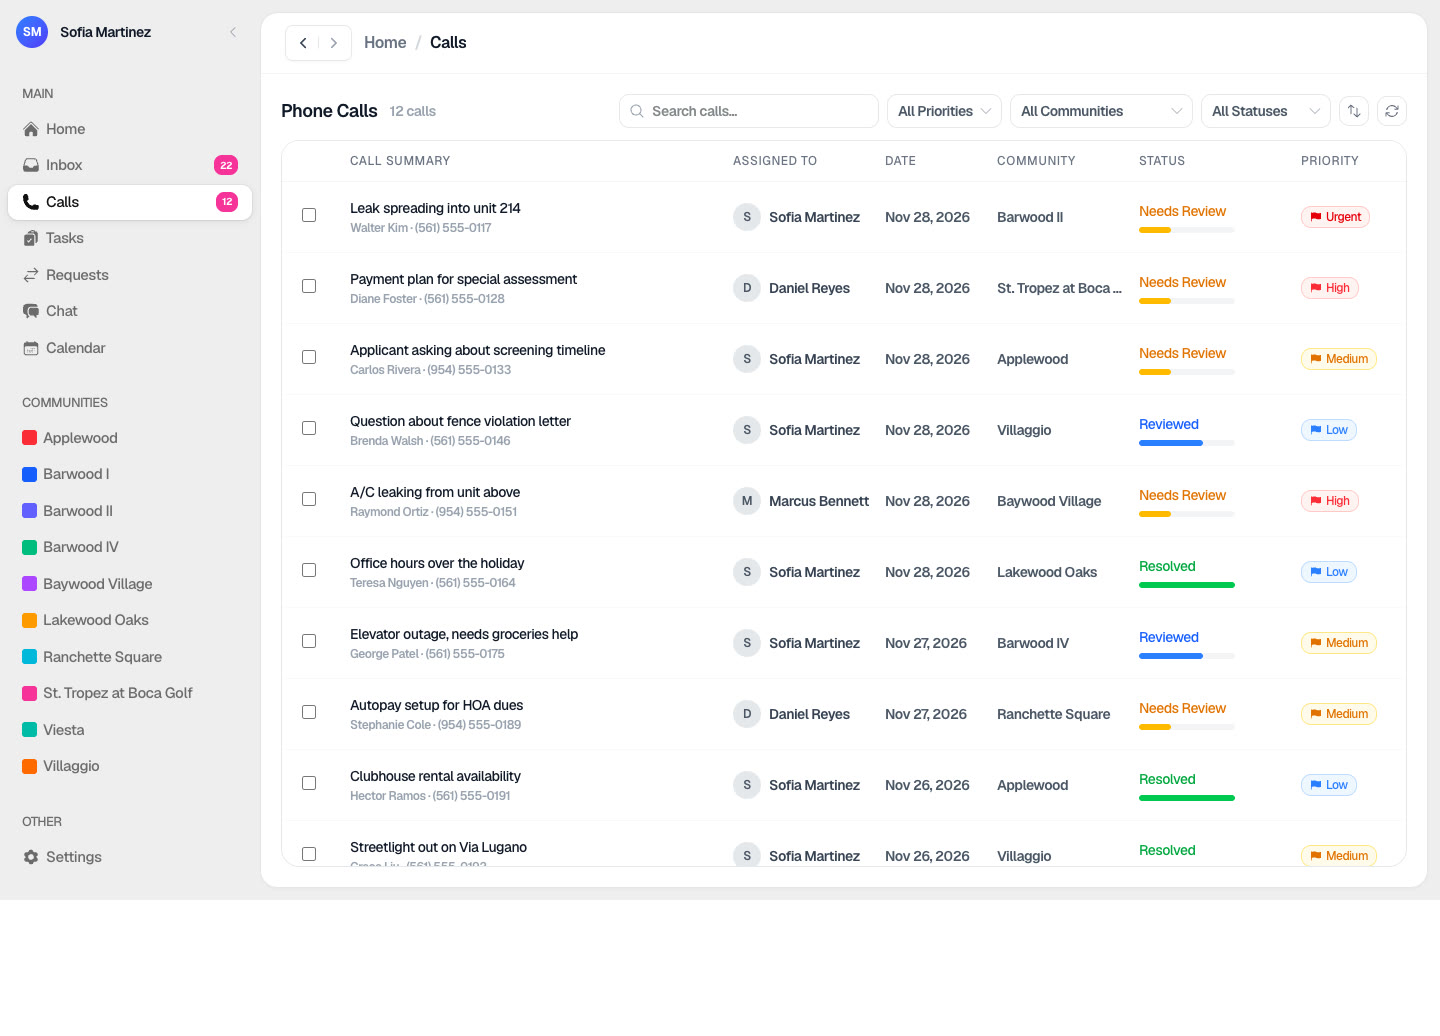 SM Sofia Martinez
MAIN
Home
Inbox 22
Calls 12
Tasks
Requests
Chat
Calendar
COMMUNITIES
Applewood
Barwood I
Barwood II
Barwood IV
Baywood Village
Lakewood Oaks
Ranchette Square
St. Tropez at Boca Golf
Viesta
Villaggio
OTHER
Settings
Home / Calls
Phone Calls 12 calls Search calls... All Priorities All Communities All Statuses
CALL SUMMARY ASSIGNED TO DATE COMMUNITY STATUS PRIORITY
Leak spreading into unit 214 S Sofia Martinez Nov 28, 2026 Barwood II Needs Review Urgent
Walter Kim · (561) 555-0117
Payment plan for special assessment D Daniel Reyes Nov 28, 2026 St. Tropez at Boca ... Needs Review High
Diane Foster · (561) 555-0128
Applicant asking about screening timeline S Sofia Martinez Nov 28, 2026 Applewood Needs Review Medium
Carlos Rivera · (954) 555-0133
Question about fence violation letter S Sofia Martinez Nov 28, 2026 Villaggio Reviewed Low
Brenda Walsh · (561) 555-0146
A/C leaking from unit above M Marcus Bennett Nov 28, 2026 Baywood Village Needs Review High
Raymond Ortiz · (954) 555-0151
Office hours over the holiday S Sofia Martinez Nov 28, 2026 Lakewood Oaks Resolved Low
Teresa Nguyen · (561) 555-0164
Elevator outage, needs groceries help S Sofia Martinez Nov 27, 2026 Barwood IV Reviewed Medium
George Patel · (561) 555-0175
Autopay setup for HOA dues D Daniel Reyes Nov 27, 2026 Ranchette Square Needs Review Medium
Stephanie Cole · (954) 555-0189
Clubhouse rental availability S Sofia Martinez Nov 26, 2026 Applewood Resolved Low
Hector Ramos · (561) 555-0191
Streetlight out on Via Lugano S Sofia Martinez Nov 26, 2026 Villaggio Resolved Medium